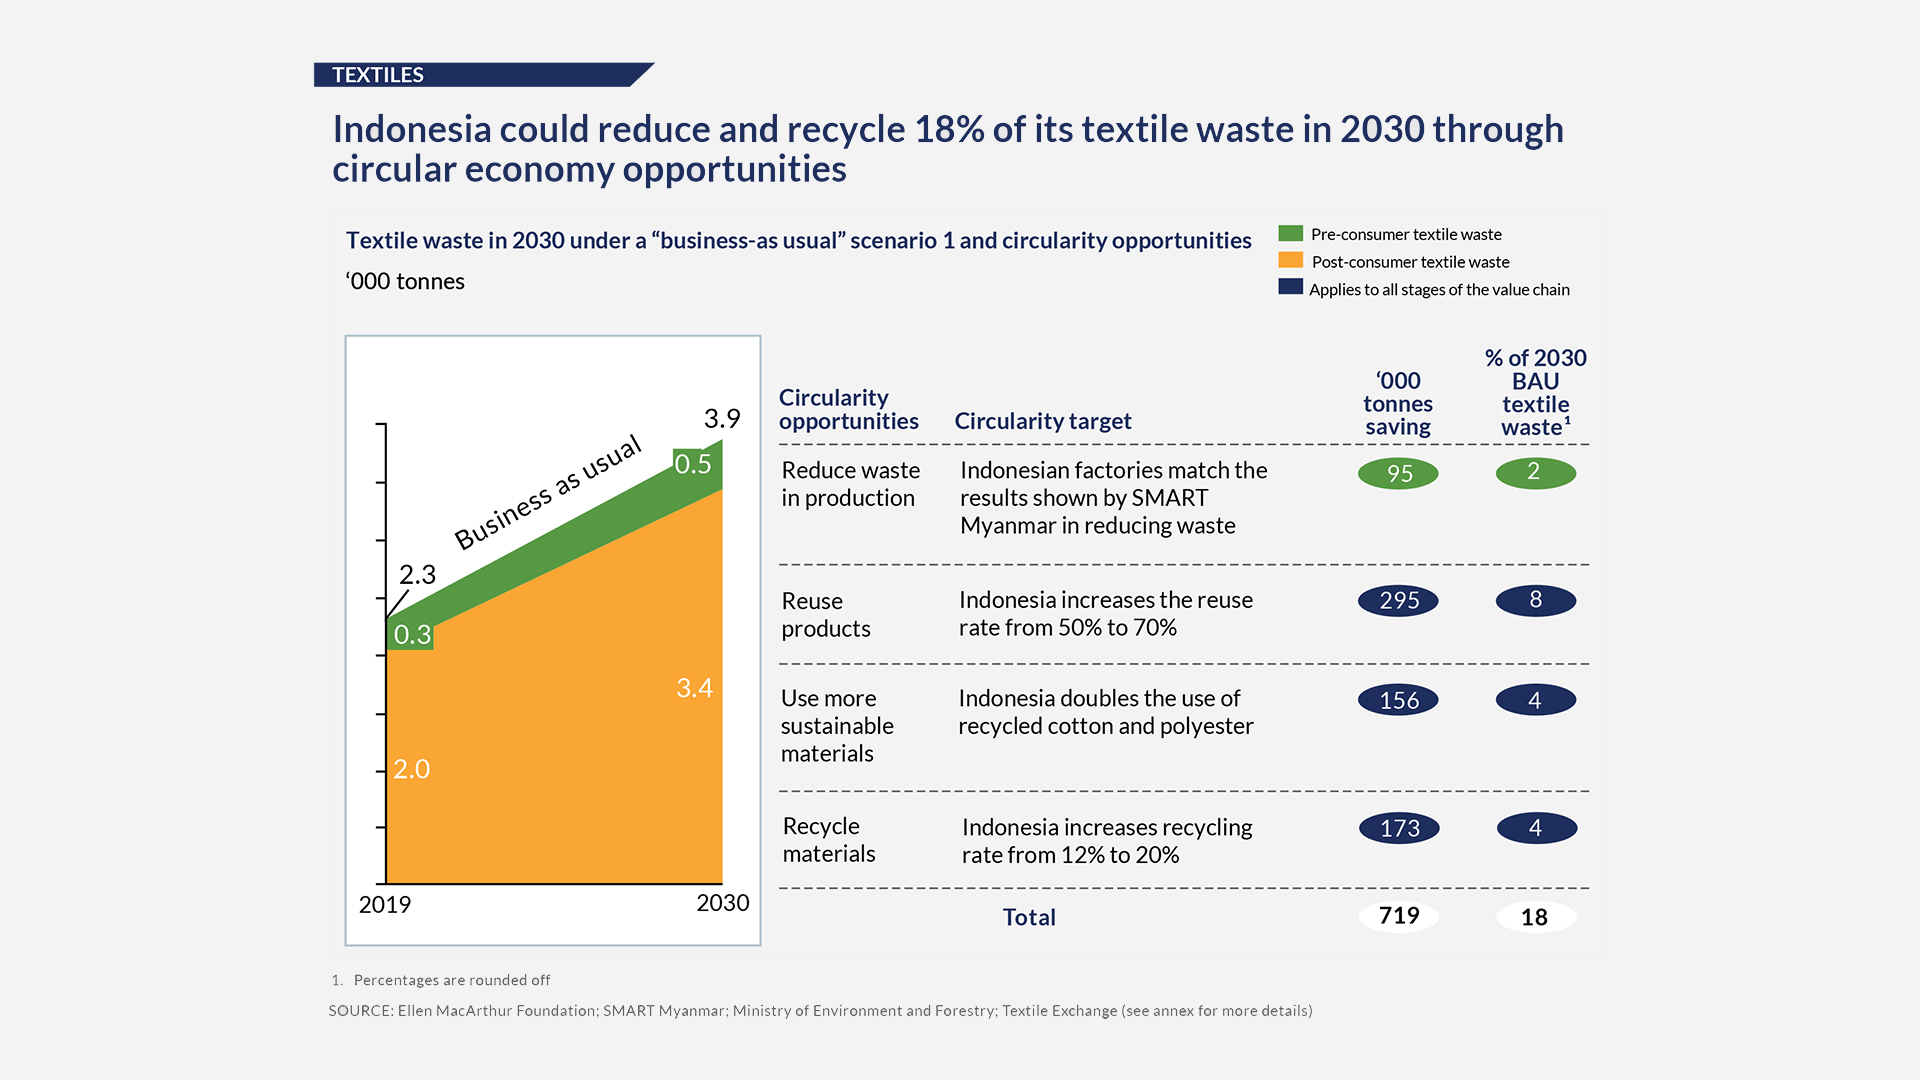 TEXTILES
Indonesia could reduce and recycle 18% of its textile waste in 2030 through
circular economy opportunities
Textile waste in 2030 under a “business-as usual” scenario 1 and circularity opportunities
‘000 tonnes
Pre-consumer textile waste
Post-consumer textile waste
Applies to all stages of the value chain
3.9
Business as usual
0.5
2.3
0.3
3.4
2.0
2019
2030
Circularity
opportunities
Circularity target
‘000
tonnes
saving
% of 2030
BAU
textile
waste¹
Reduce waste
in production
Indonesian factories match the
results shown by SMART
Myanmar in reducing waste
95
2
Reuse
products
Indonesia increases the reuse
rate from 50% to 70%
295
8
Use more
sustainable
materials
Indonesia doubles the use of
recycled cotton and polyester
156
4
Recycle
materials
Indonesia increases recycling
rate from 12% to 20%
173
4
Total
719
18
1. Percentages are rounded off
SOURCE: Ellen MacArthur Foundation; SMART Myanmar; Ministry of Environment and Forestry; Textile Exchange (see annex for more details)